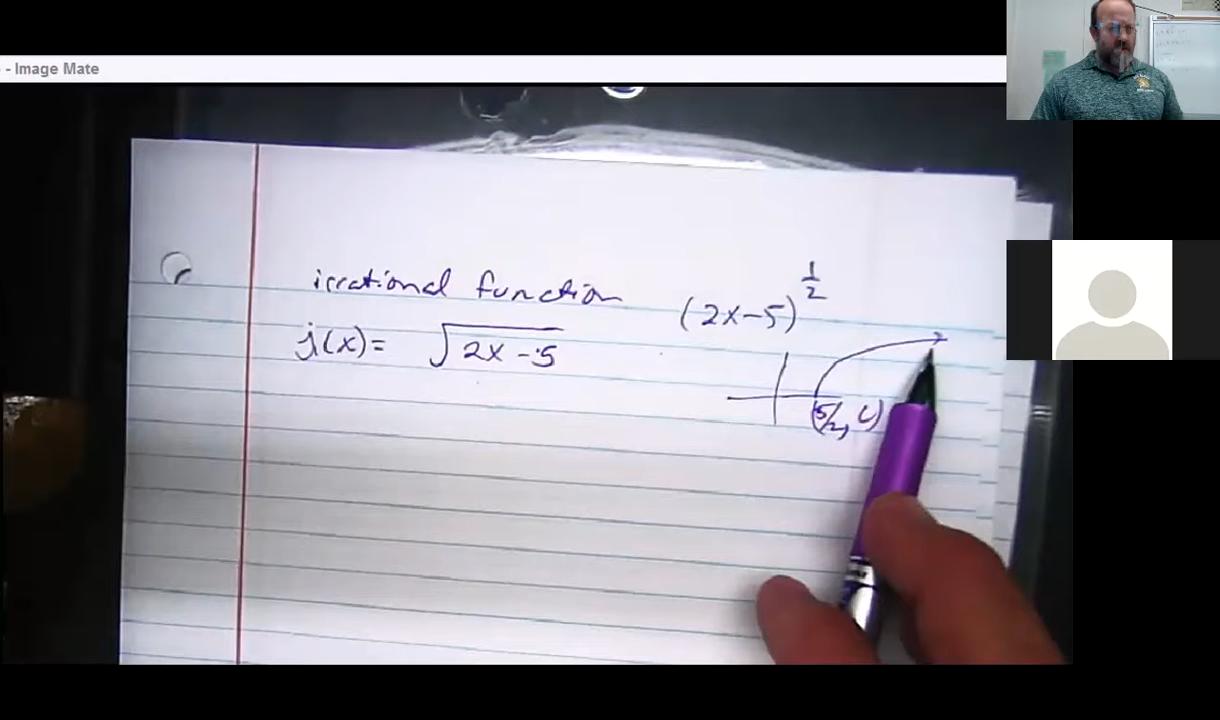 - Image Mate
irrational function
j(x) = √2x - 5
(2x-5)^1/2
(5/2, 0)